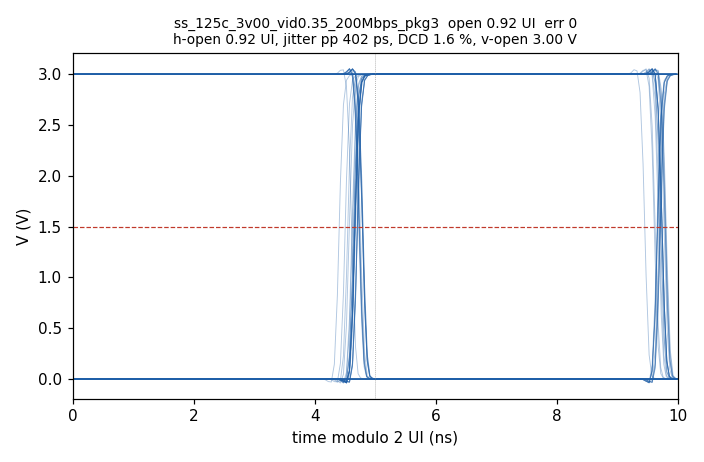 ss_125c_3v00_vid0.35_200Mbps_pkg3  open 0.92 UI  err 0
h-open 0.92 UI, jitter pp 402 ps, DCD 1.6 %, v-open 3.00 V
3.0
2.5
2.0
1.5
1.0
0.5
0.0
V (V)
0 2 4 6 8 10
time modulo 2 UI (ns)